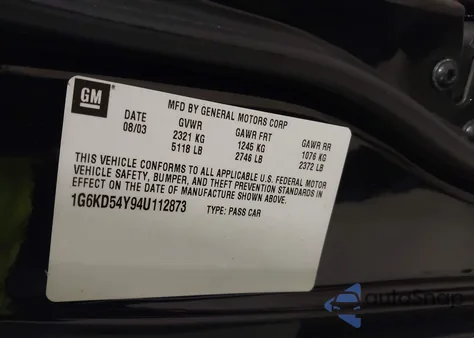 GM
MFD BY GENERAL MOTORS CORP
DATE GVWR GAWR FRT GAWR RR
08/03 2321 KG 1245 KG 1076 KG
5118 LB 2746 LB 2372 LB
THIS VEHICLE CONFORMS TO ALL APPLICABLE U.S. FEDERAL MOTOR
VEHICLE SAFETY, BUMPER, AND THEFT PREVENTION STANDARDS IN
EFFECT ON THE DATE OF MANUFACTURE SHOWN ABOVE.
1G6KD54Y94U112873 TYPE: PASS CAR
autoSnap